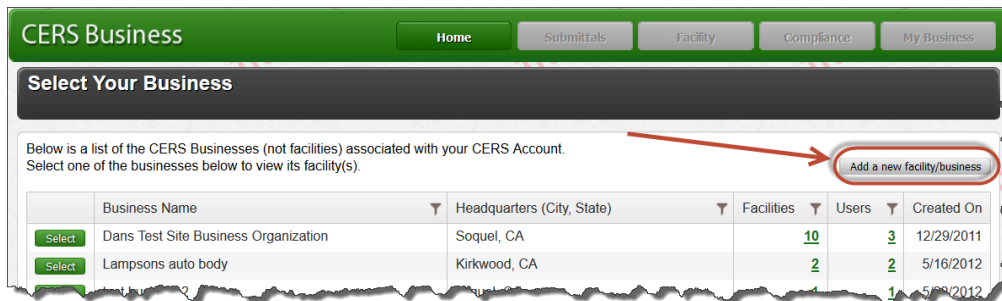 CERS Business
Home Submittals Facility Compliance My Business
Select Your Business
Below is a list of the CERS Businesses (not facilities) associated with your CERS Account.
Select one of the businesses below to view its facility(s).
Add a new facility/business
Business Name Headquarters (City, State) Facilities Users Created On
Select Dans Test Site Business Organization Soquel, CA 10 3 12/29/2011
Select Lampsons auto body Kirkwood, CA 2 2 5/16/2012